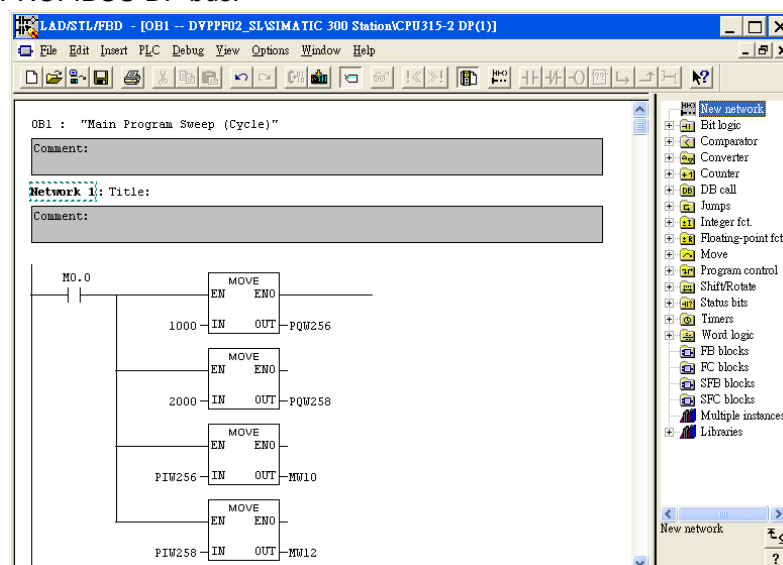 PROFIBUS DP bus.
LAD/STL/FBD - [OB1 -- DVPPF02_SL\SIMATIC 300 Station\CPU315-2 DP(1)]
File Edit Insert PLC Debug View Options Window Help
OB1 : "Main Program Sweep (Cycle)"
Comment:
Network 1: Title:
Comment:
M0.0
MOVE
EN ENO
1000 IN OUT PQW256
MOVE
EN ENO
2000 IN OUT PQW258
MOVE
EN ENO
PIW256 IN OUT MW10
MOVE
EN ENO
PIW258 IN OUT MW12
New network
Bit logic
Comparator
Converter
Counter
DB call
Jumps
Integer fct.
Floating-point fct
Move
Program control
Shift/Rotate
Status bits
Timers
Word logic
FB blocks
FC blocks
SFB blocks
SFC blocks
Multiple instances
Libraries
New network